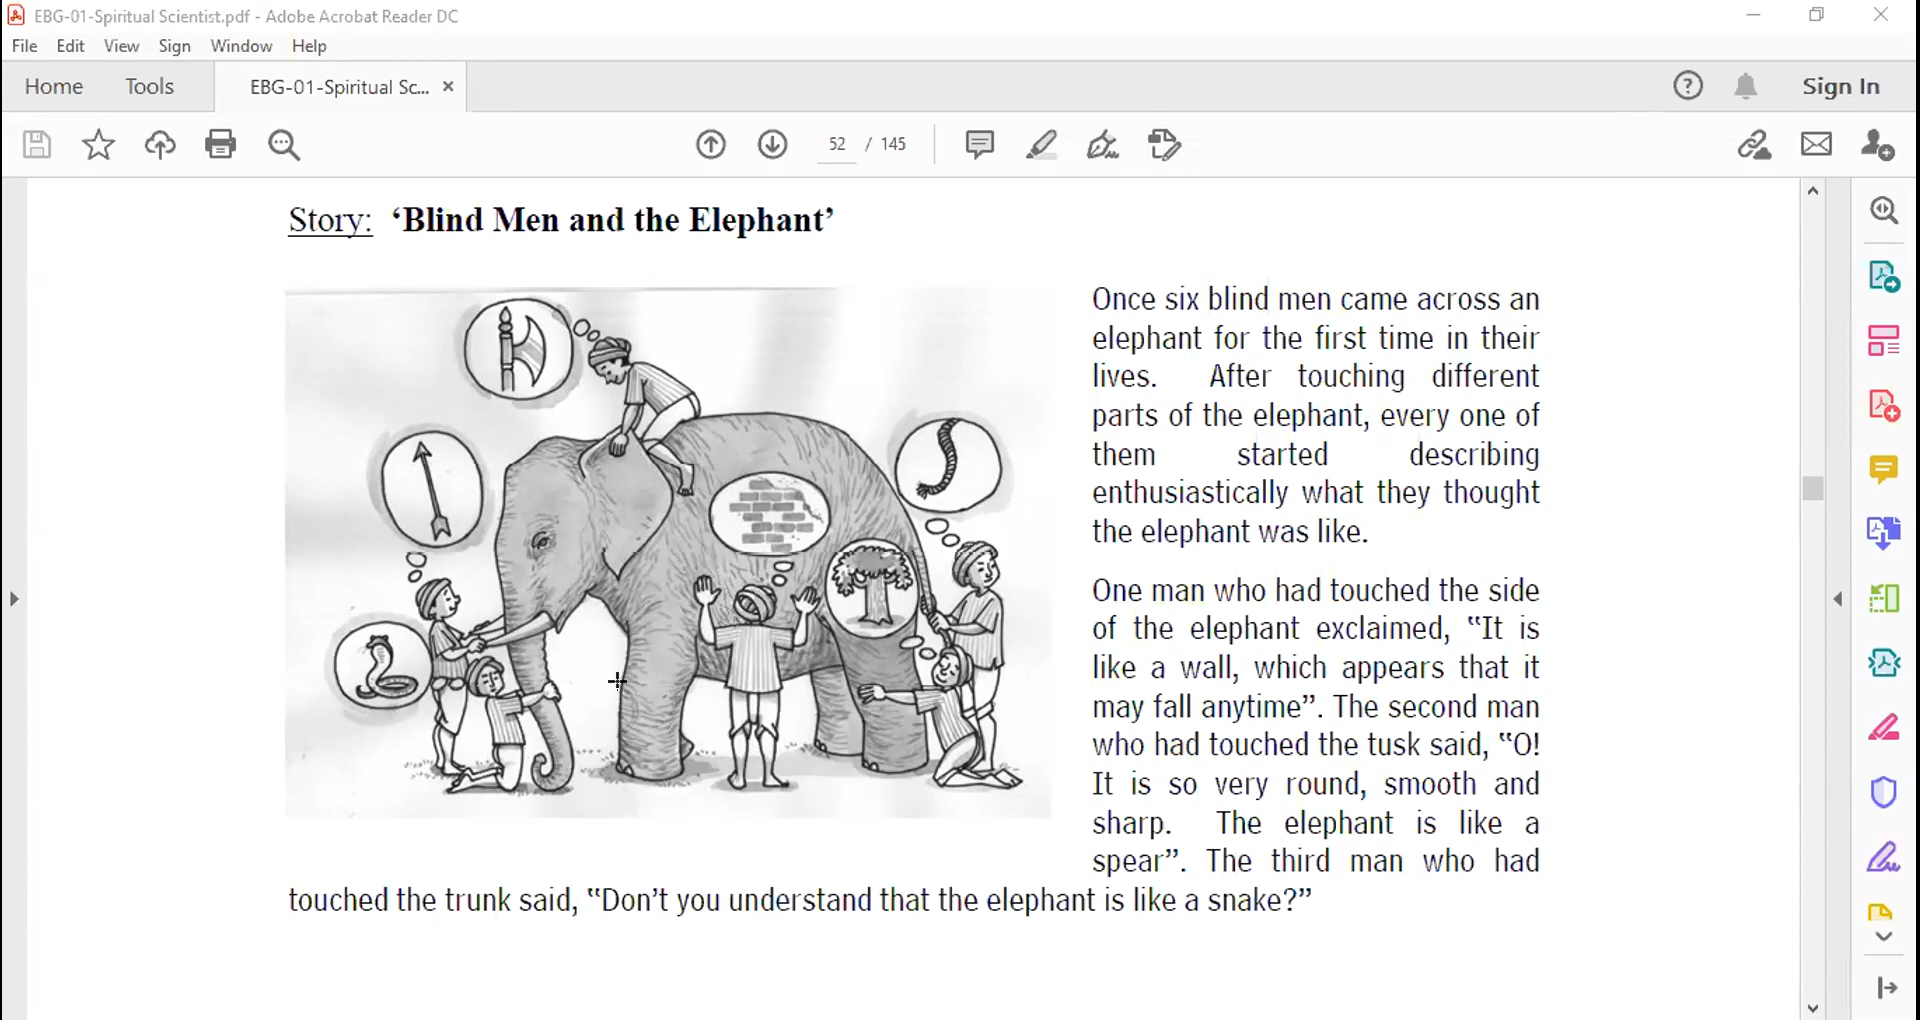 EBG-01-Spiritual Scientist.pdf - Adobe Acrobat Reader DC
File Edit View Sign Window Help
Home Tools EBG-01-Spiritual Sc... Sign In
52 / 145
Story: ‘Blind Men and the Elephant’
Once six blind men came across an
elephant for the first time in their
lives. After touching different
parts of the elephant, every one of
them started describing
enthusiastically what they thought
the elephant was like.
One man who had touched the side
of the elephant exclaimed, “It is
like a wall, which appears that it
may fall anytime”. The second man
who had touched the tusk said, “O!
It is so very round, smooth and
sharp. The elephant is like a
spear”. The third man who had
touched the trunk said, “Don’t you understand that the elephant is like a snake?”